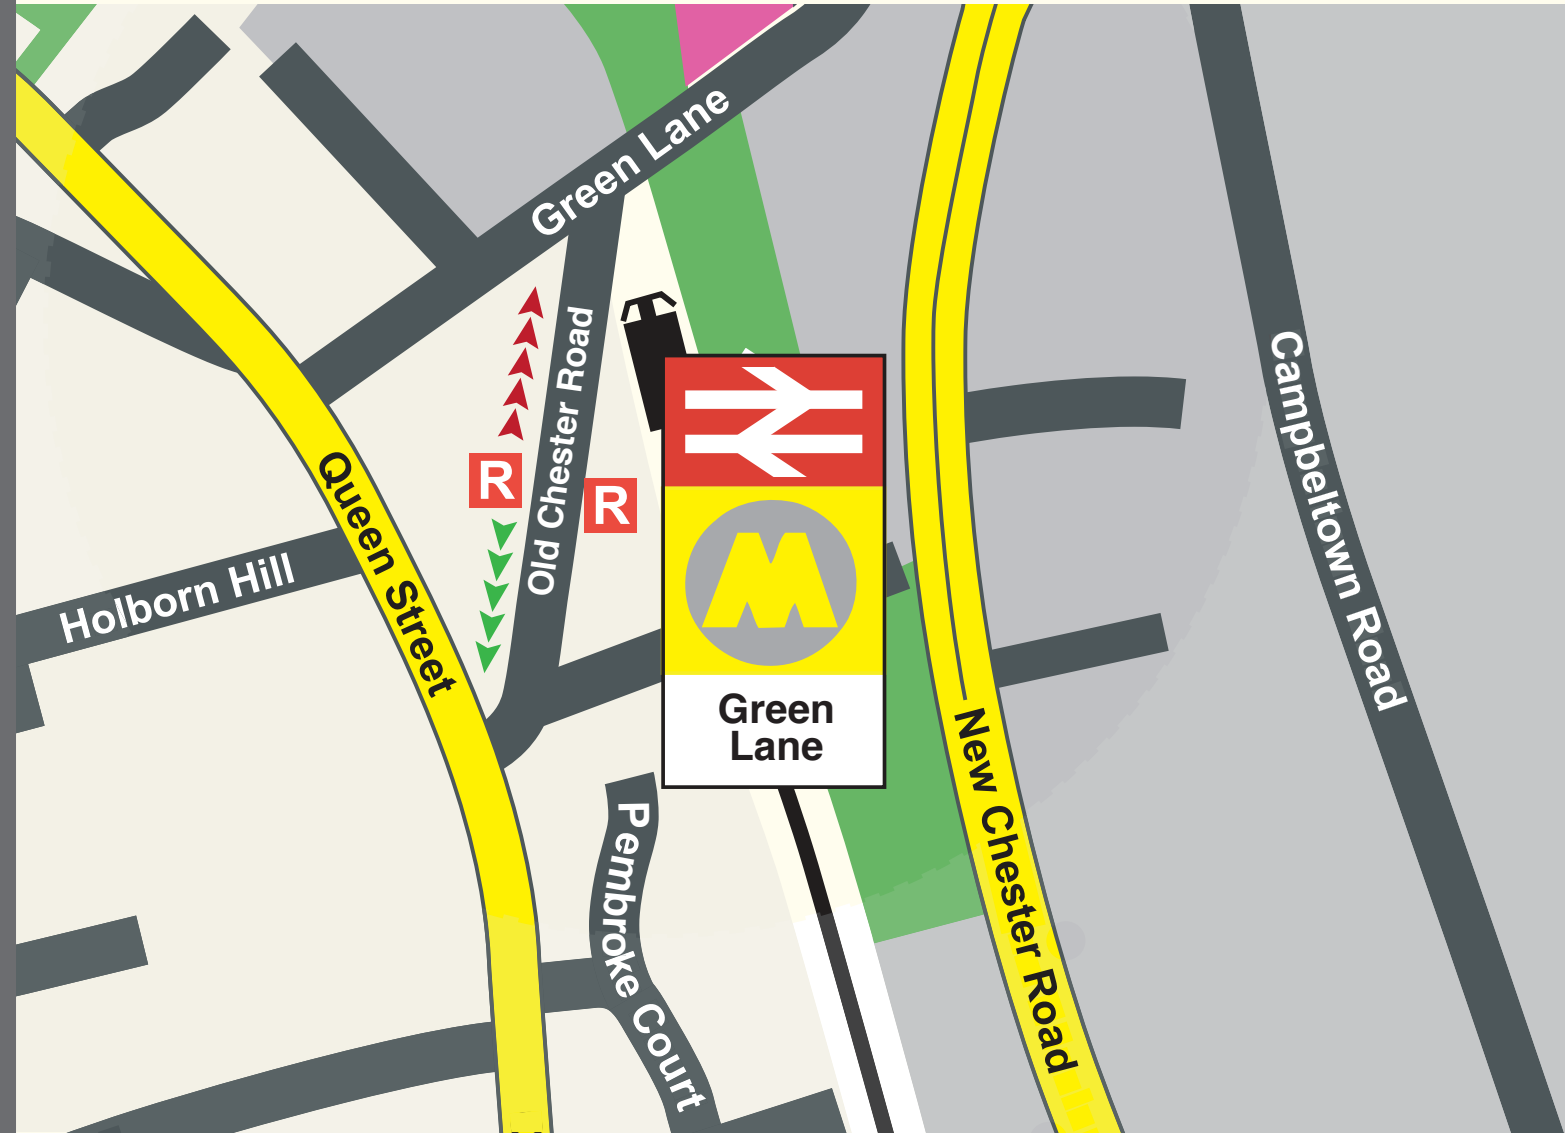 Green Lane
Old Chester Road
Campbeltown Road
Queen Street
R
R
Holborn Hill
Green
Lane
New Chester Road
Pembroke Court